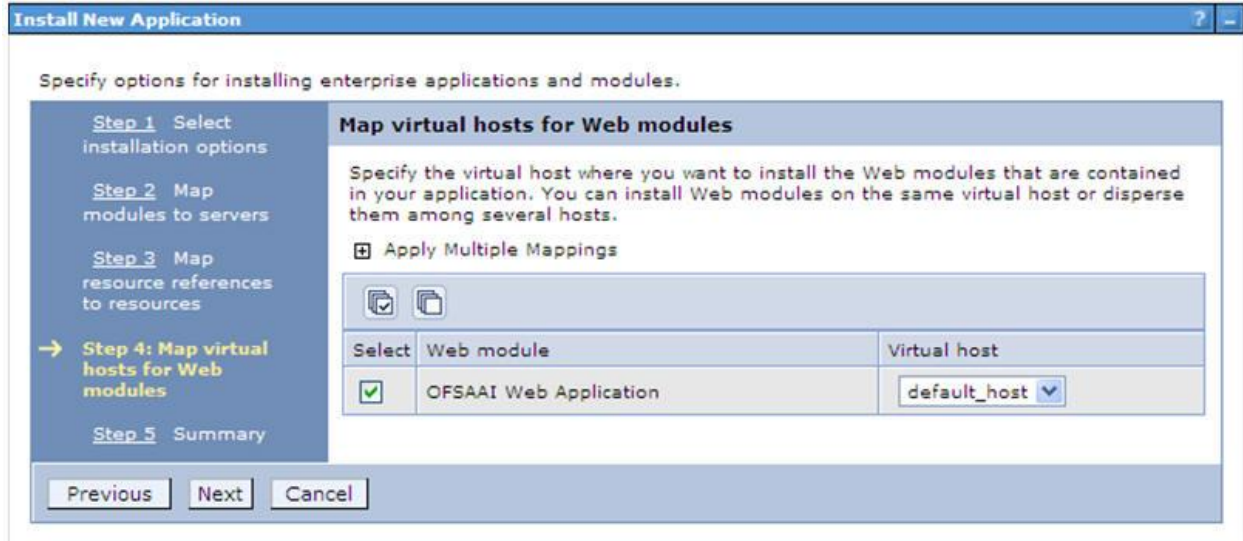 Install New Application
? –
Specify options for installing enterprise applications and modules.
Step 1 Select
installation options
Step 2 Map
modules to servers
Step 3 Map
resource references
to resources
→ Step 4: Map virtual
hosts for Web
modules
Step 5 Summary
Map virtual hosts for Web modules
Specify the virtual host where you want to install the Web modules that are contained
in your application. You can install Web modules on the same virtual host or disperse
them among several hosts.
Apply Multiple Mappings
Select Web module Virtual host
OFSAAI Web Application default_host
Previous Next Cancel